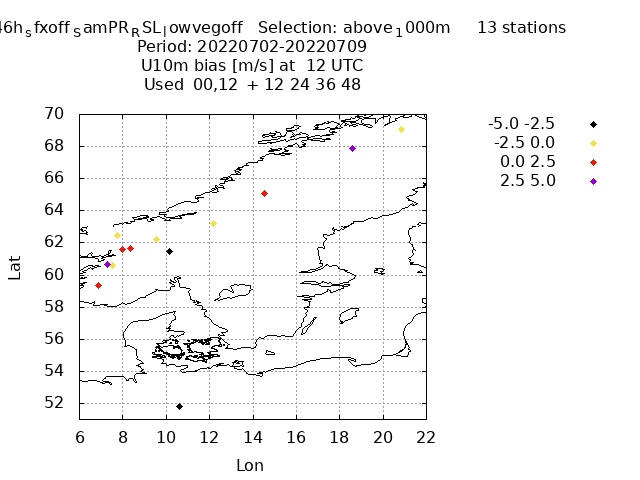 46h_sfxoff_SamPR_RSL_lowvegoff Selection: above_1000m 13 stations
Period: 20220702-20220709
U10m bias [m/s] at 12 UTC
Used 00,12 + 12 24 36 48
-5.0 -2.5
-2.5 0.0
0.0 2.5
2.5 5.0
70
68
66
64
62
60
58
56
54
52
Lat
6 8 10 12 14 16 18 20 22
Lon